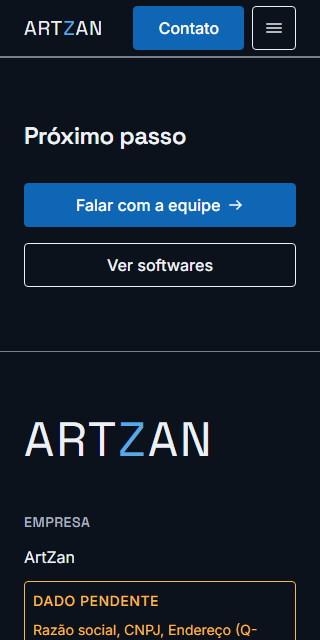 ARTZAN
Contato
Próximo passo
Falar com a equipe →
Ver softwares
ARTZAN
EMPRESA
ArtZan
DADO PENDENTE
Razão social, CNPJ, Endereço (Q-